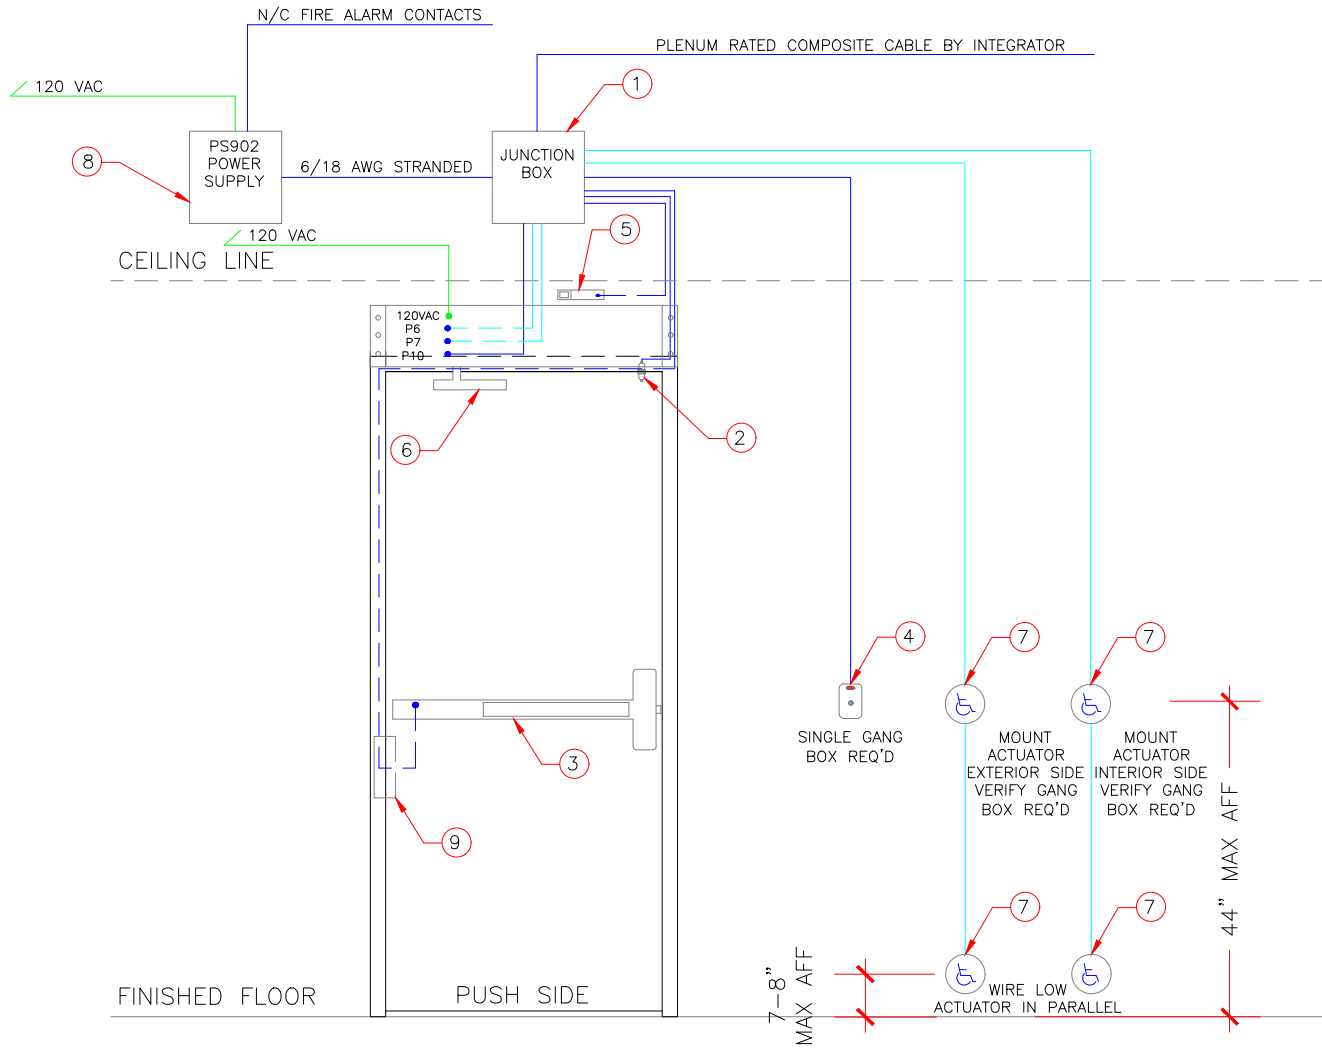 N/C FIRE ALARM CONTACTS
PLENUM RATED COMPOSITE CABLE BY INTEGRATOR
120 VAC
1
PS902
POWER
SUPPLY
8
6/18 AWG STRANDED
JUNCTION
BOX
120 VAC
5
CEILING LINE
120VAC
P6
P7
P10
6
2
4
7
7
3
SINGLE GANG
BOX REQ'D
MOUNT
ACTUATOR
EXTERIOR SIDE
VERIFY GANG
BOX REQ'D
MOUNT
ACTUATOR
INTERIOR SIDE
VERIFY GANG
BOX REQ'D
9
44" MAX AFF
7
7
7-8"
MAX AFF
WIRE LOW
ACTUATOR IN PARALLEL
FINISHED FLOOR
PUSH SIDE